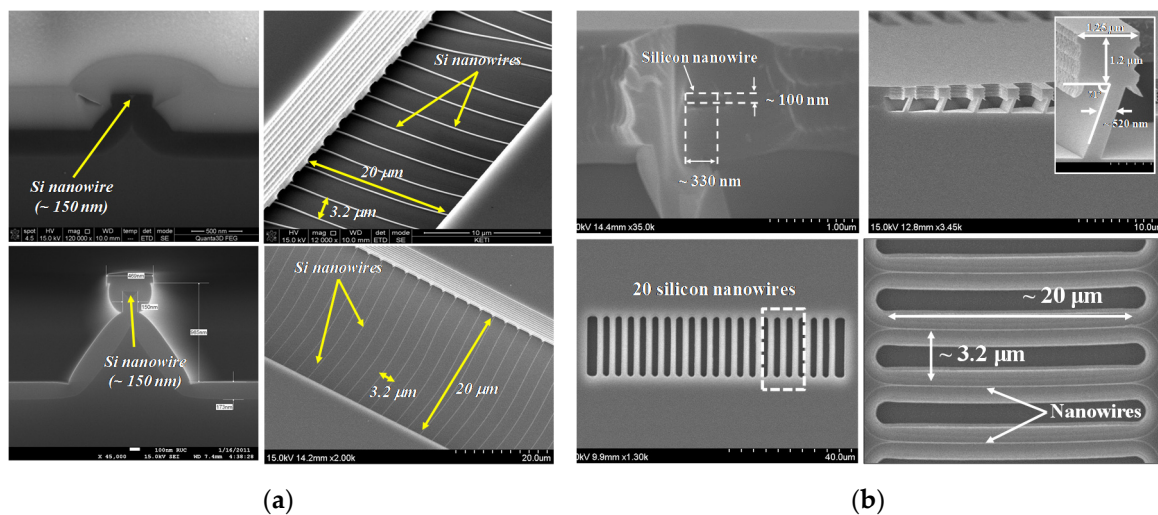 Si nanowire
(~ 150 nm)
spot
HV
mag
WD
temp
det
mode
500 nm
4.5
15.0 kV
120 000 x
10.0 mm
ETD
SE
Quanta3D FEG
Si nanowires
20 μm
3.2 μm
HV
mag
WD
det
mode
10 μm
15.0 kV
12 000 x
10.0 mm
ETD
SE
KETI
Silicon nanowire
~ 100 nm
~ 330 nm
0kV 14.4mm x35.0k
1.00um
1.2 μm
~520 nm
15.0kV 12.8mm x3.45k
10.0um
Si nanowire
(~ 150 nm)
100nm RUC
1/16/2011
X 45,000
15.0kV SEI
WD 7.4mm
4:38:28
Si nanowires
3.2 μm
20 μm
15.0kV 14.2mm x2.00k
20.0um
20 silicon nanowires
0kV 9.9mm x1.30k
40.0um
~ 20 μm
~ 3.2 μm
Nanowires
(a)
(b)